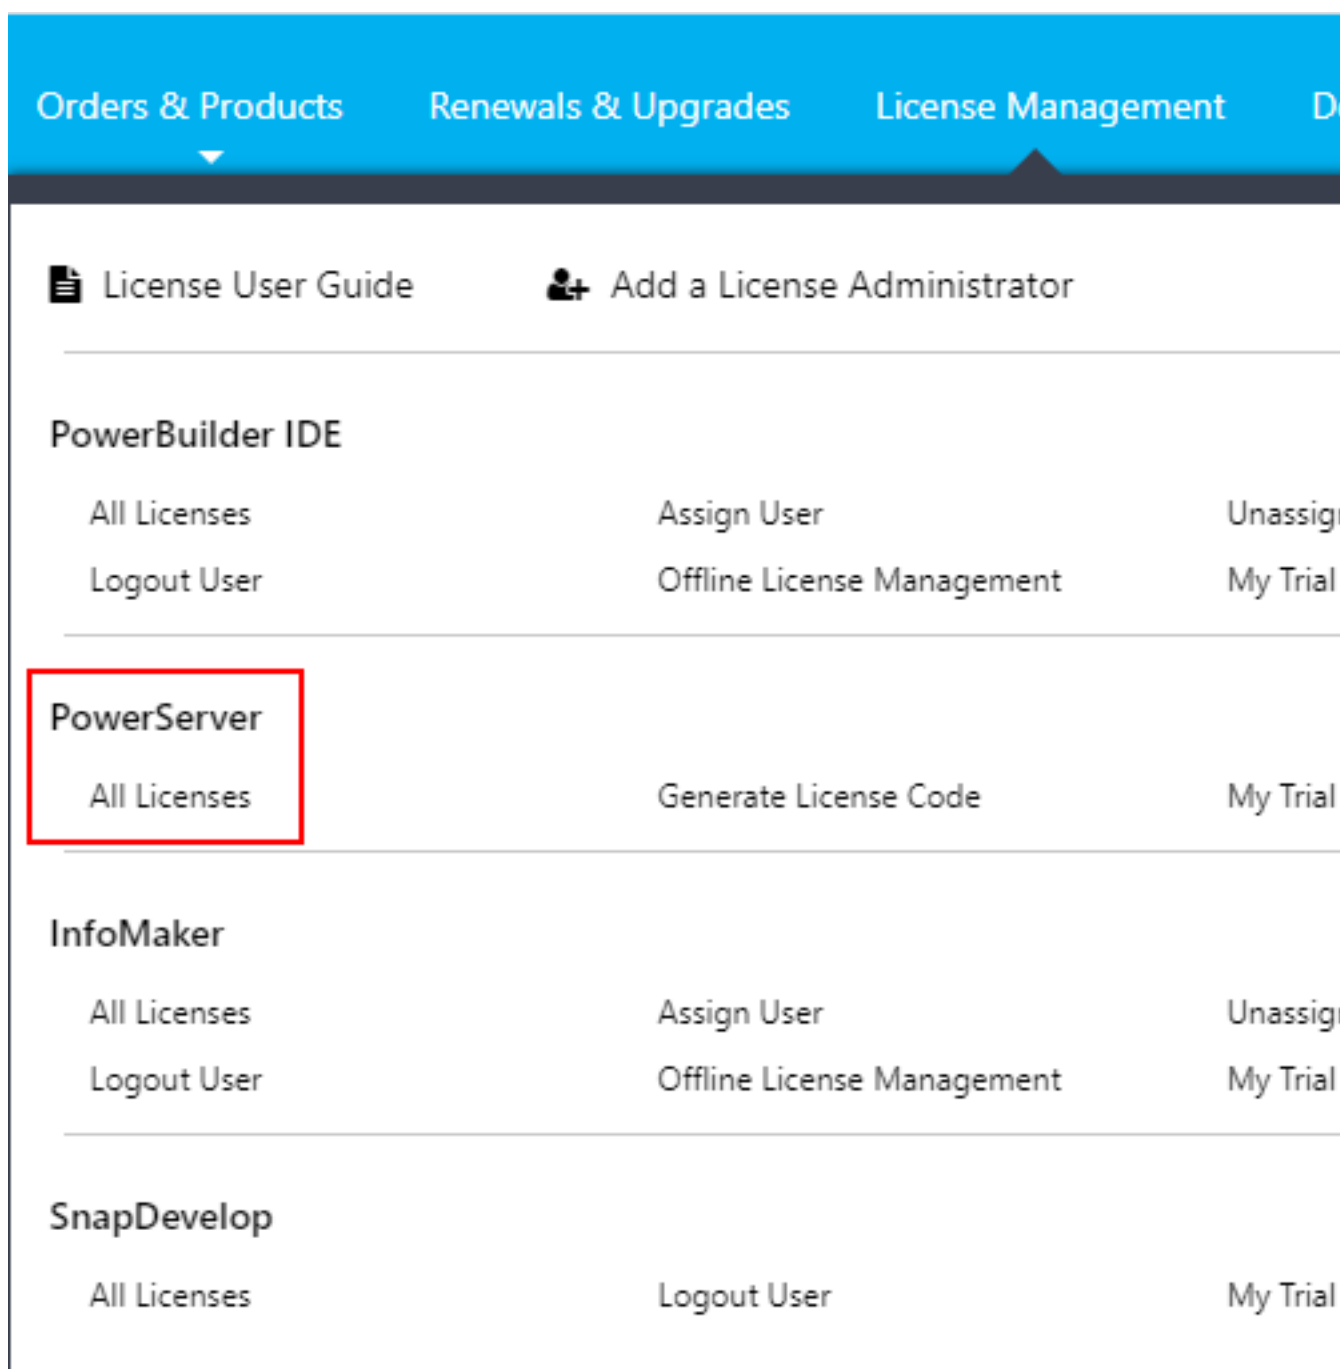 Orders & Products Renewals & Upgrades License Management
License User Guide Add a License Administrator
PowerBuilder IDE
All Licenses Assign User
Logout User Offline License Management My Trial
PowerServer
All Licenses Generate License Code My Trial
InfoMaker
All Licenses Assign User
Logout User Offline License Management My Trial
SnapDevelop
All Licenses Logout User My Trial